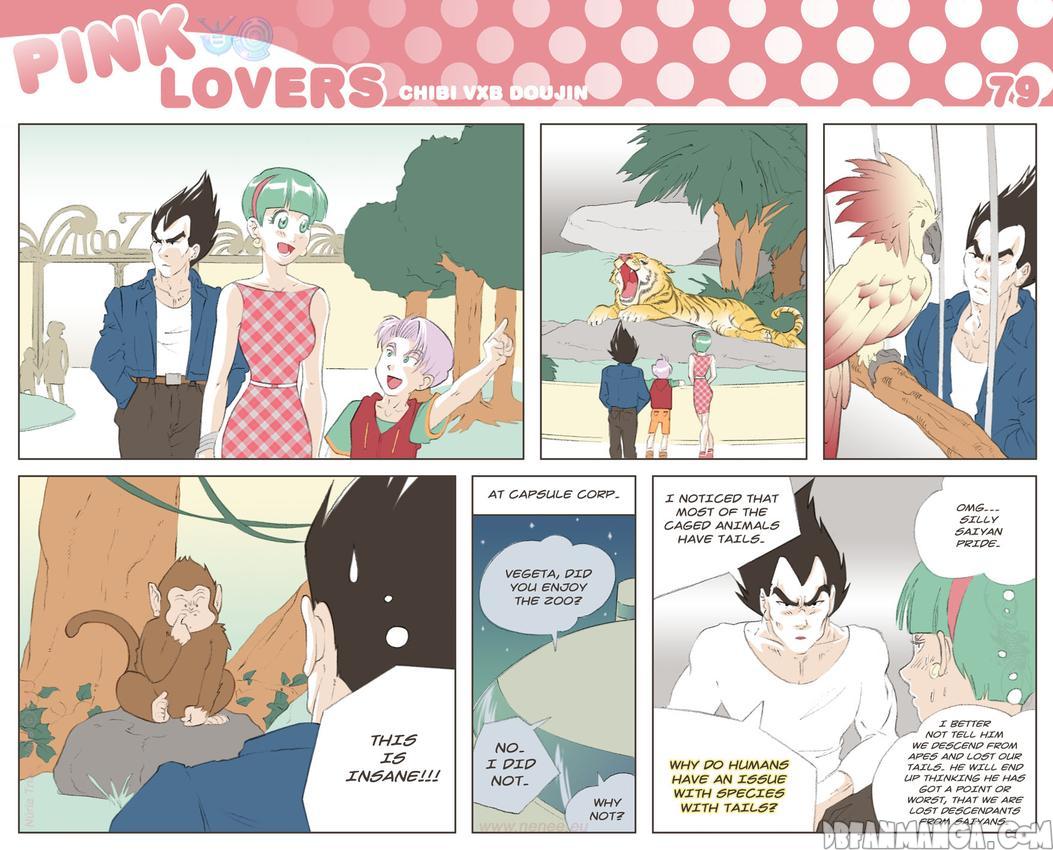 PINK
LOVERS
CHIBI VXB DOUJIN
79
ZOO
THIS
IS
INSANE!!!
AT CAPSULE CORP-
VEGETA, DID
YOU ENJOY
THE ZOO?
NO-
I DID
NOT-
WHY
NOT?
www.nenee.eu
I NOTICED THAT
MOST OF THE
CAGED ANIMALS
HAVE TAILS-
OMG---
SILLY
SAIYAN
PRIDE-
WHY DO HUMANS
HAVE AN ISSUE
WITH SPECIES
WITH TAILS?
I BETTER
NOT TELL HIM
WE DESCEND FROM
APES AND LOST OUR
TAILS. HE WILL END
UP THINKING HE HAS
GOT A POINT OR
WORST, THAT WE ARE
LOST DESCENDANTS
FROM SAIYANS.
DBFANMANGA.COM